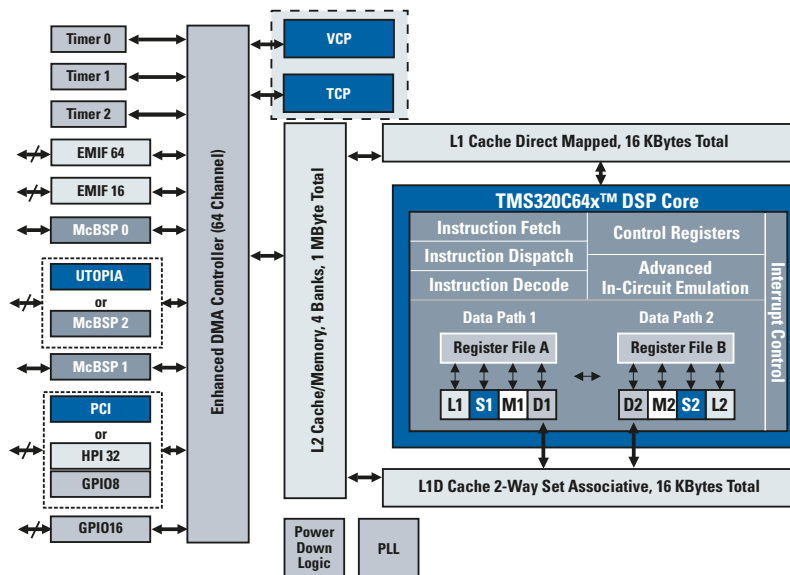 Timer 0
Timer 1
Timer 2
EMIF 64
EMIF 16
McBSP 0
UTOPIA
or
McBSP 2
McBSP 1
PCI
or
HPI 32
GPIO8
GPIO16
Enhanced DMA Controller (64 Channel)
VCP
TCP
L2 Cache/Memory, 4 Banks, 1 MByte Total
L1 Cache Direct Mapped, 16 KBytes Total
TMS320C64x™ DSP Core
Instruction Fetch
Instruction Dispatch
Instruction Decode
Control Registers
Advanced
In-Circuit Emulation
Interrupt Control
Data Path 1
Data Path 2
Register File A
Register File B
L1 S1 M1 D1
D2 M2 S2 L2
L1D Cache 2-Way Set Associative, 16 KBytes Total
Power
Down
Logic
PLL